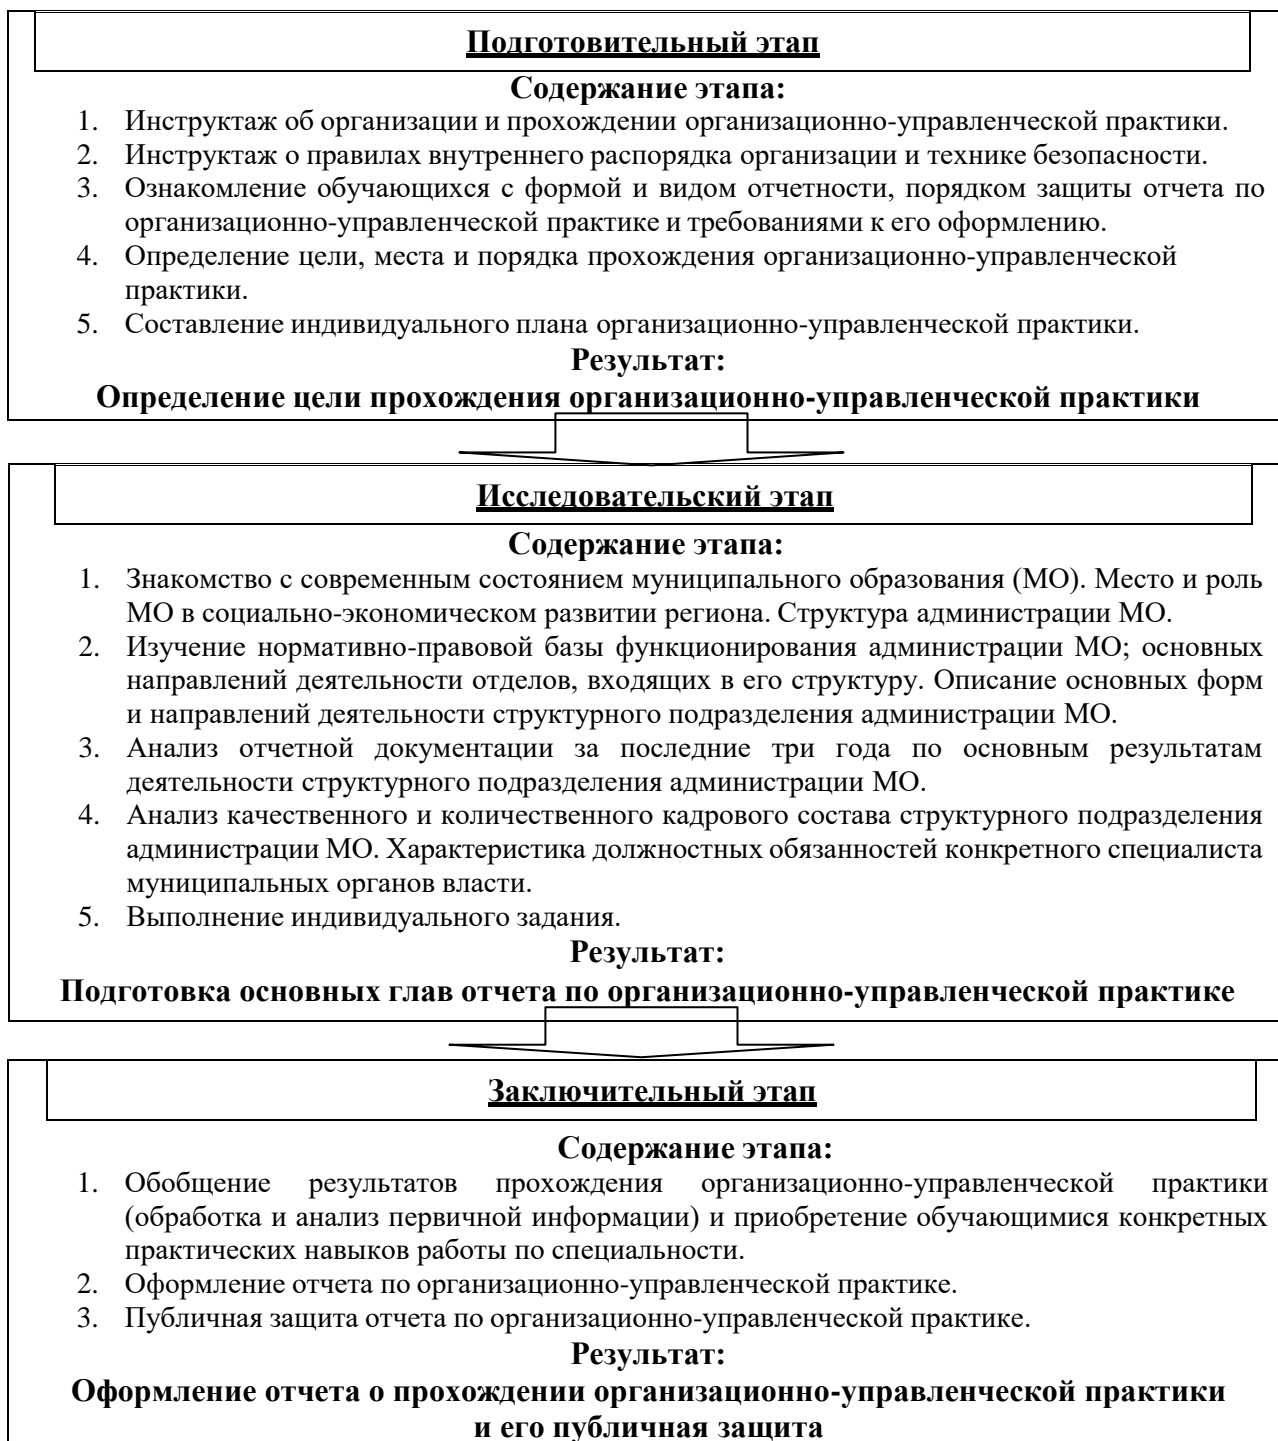 Подготовительный этап
Содержание этапа:
1. Инструктаж об организации и прохождении организационно-управленческой практики.
2. Инструктаж о правилах внутреннего распорядка организации и технике безопасности.
3. Ознакомление обучающихся с формой и видом отчетности, порядком защиты отчета по
организационно-управленческой практике и требованиями к его оформлению.
4. Определение цели, места и порядка прохождения организационно-управленческой
практики.
5. Составление индивидуального плана организационно-управленческой практики.
Результат:
Определение цели прохождения организационно-управленческой практики
Исследовательский этап
Содержание этапа:
1. Знакомство с современным состоянием муниципального образования (МО). Место и роль
МО в социально-экономическом развитии региона. Структура администрации МО.
2. Изучение нормативно-правовой базы функционирования администрации МО; основных
направлений деятельности отделов, входящих в его структуру. Описание основных форм
и направлений деятельности структурного подразделения администрации МО.
3. Анализ отчетной документации за последние три года по основным результатам
деятельности структурного подразделения администрации МО.
4. Анализ качественного и количественного кадрового состава структурного подразделения
администрации МО. Характеристика должностных обязанностей конкретного специалиста
муниципальных органов власти.
5. Выполнение индивидуального задания.
Результат:
Подготовка основных глав отчета по организационно-управленческой практике
Заключительный этап
Содержание этапа:
1. Обобщение результатов прохождения организационно-управленческой практики
(обработка и анализ первичной информации) и приобретение обучающимися конкретных
практических навыков работы по специальности.
2. Оформление отчета по организационно-управленческой практике.
3. Публичная защита отчета по организационно-управленческой практике.
Результат:
Оформление отчета о прохождении организационно-управленческой практики
и его публичная защита